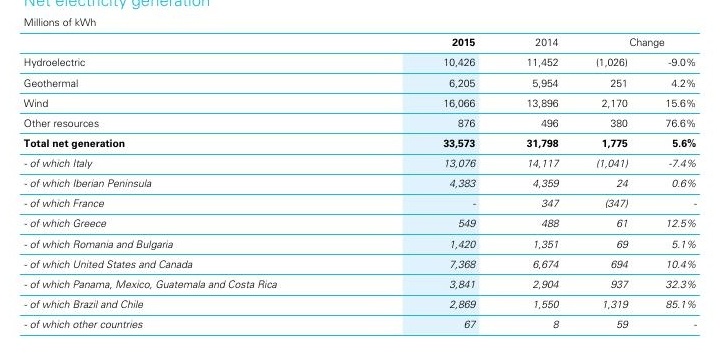 Net electricity generation
Millions of kWh
2015 2014 Change
Hydroelectric 10,426 11,452 (1,026) -9.0%
Geothermal 6,205 5,954 251 4.2%
Wind 16,066 13,896 2,170 15.6%
Other resources 876 496 380 76.6%
Total net generation 33,573 31,798 1,775 5.6%
- of which Italy 13,076 14,117 (1,041) -7.4%
- of which Iberian Peninsula 4,383 4,359 24 0.6%
- of which France - 347 (347) -
- of which Greece 549 488 61 12.5%
- of which Romania and Bulgaria 1,420 1,351 69 5.1%
- of which United States and Canada 7,368 6,674 694 10.4%
- of which Panama, Mexico, Guatemala and Costa Rica 3,841 2,904 937 32.3%
- of which Brazil and Chile 2,869 1,550 1,319 85.1%
- of which other countries 67 8 59 -